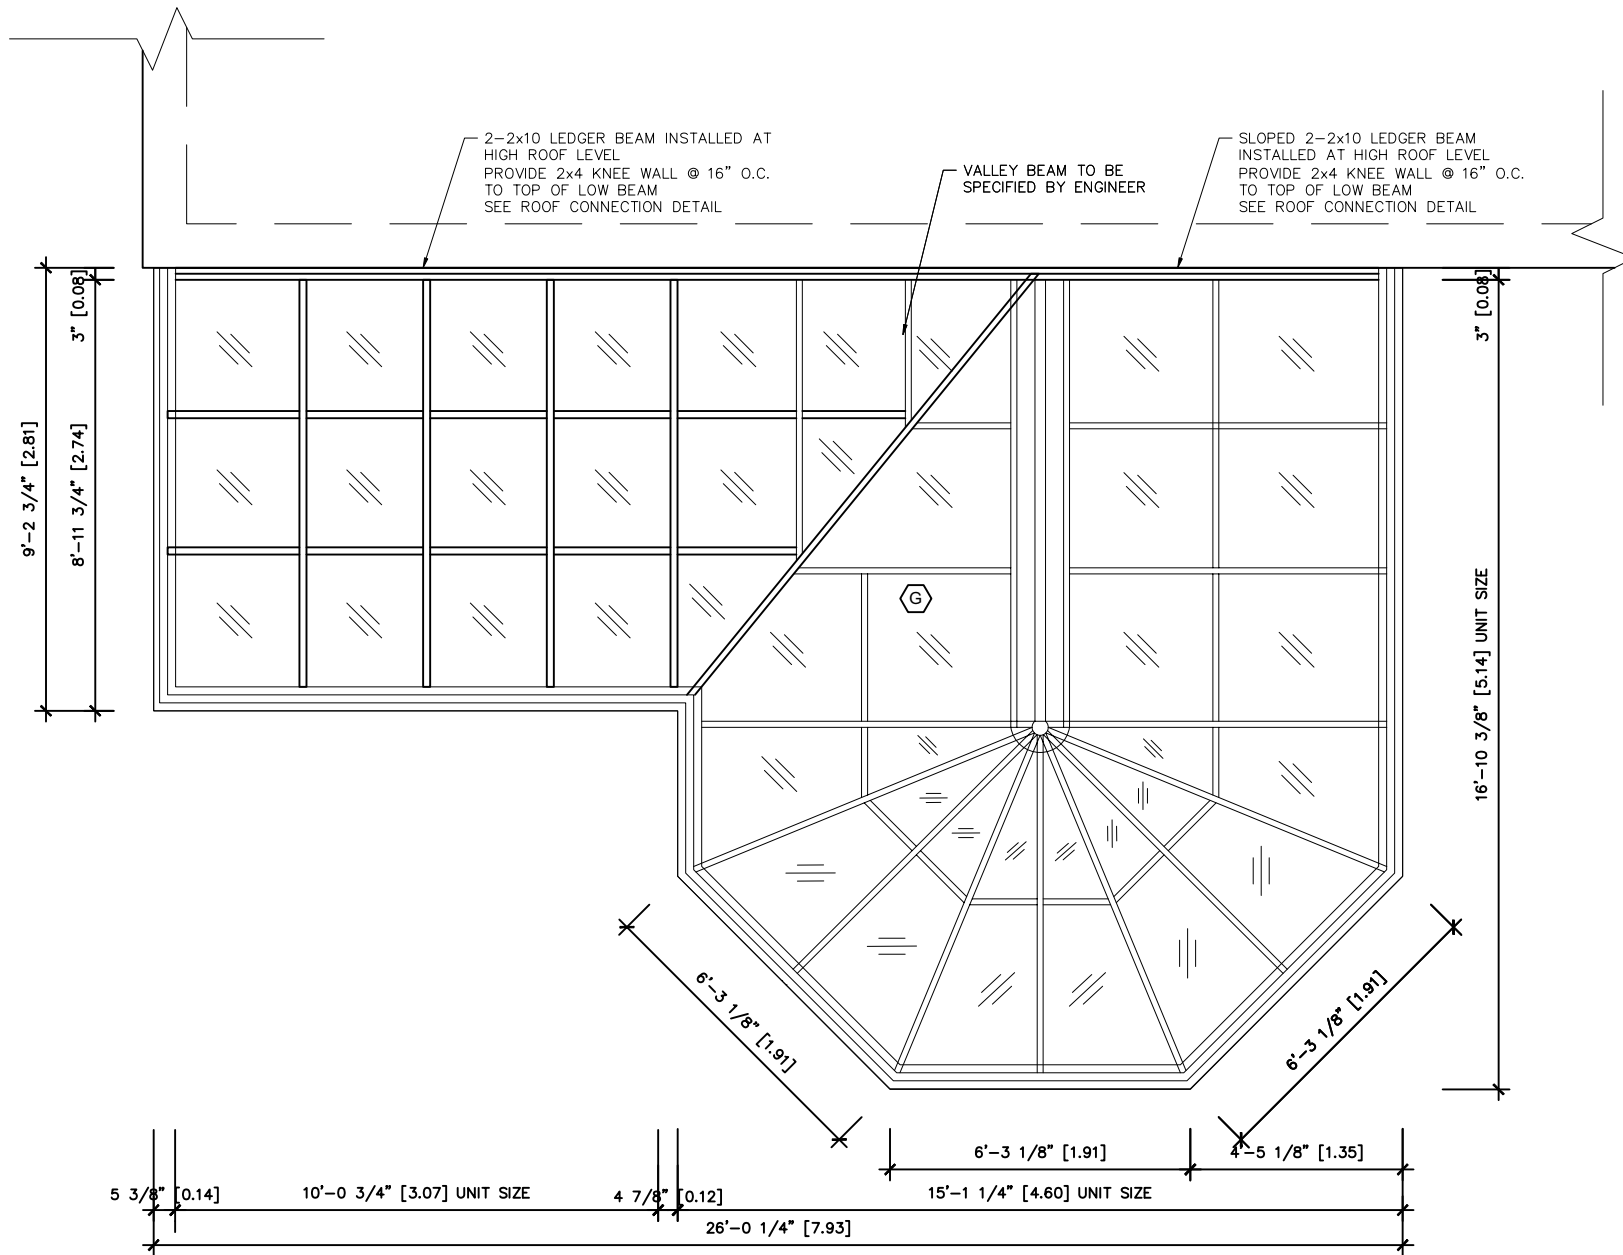 2-2x10 LEDGER BEAM INSTALLED AT
HIGH ROOF LEVEL
PROVIDE 2x4 KNEE WALL @ 16" O.C.
TO TOP OF LOW BEAM
SEE ROOF CONNECTION DETAIL
VALLEY BEAM TO BE
SPECIFIED BY ENGINEER
SLOPED 2-2x10 LEDGER BEAM
INSTALLED AT HIGH ROOF LEVEL
PROVIDE 2x4 KNEE WALL @ 16" O.C.
TO TOP OF LOW BEAM
SEE ROOF CONNECTION DETAIL
3" [0.08]
3" [0.08]
9'-2 3/4" [2.81]
8'-11 3/4" [2.74]
G
16'-10 3/8" [5.14] UNIT SIZE
6'-3 1/8" [1.91]
6'-3 1/8" [1.91]
6'-3 1/8" [1.91]
4'-5 1/8" [1.35]
5 3/8" [0.14]
10'-0 3/4" [3.07] UNIT SIZE
4 7/8" [0.12]
15'-1 1/4" [4.60] UNIT SIZE
26'-0 1/4" [7.93]